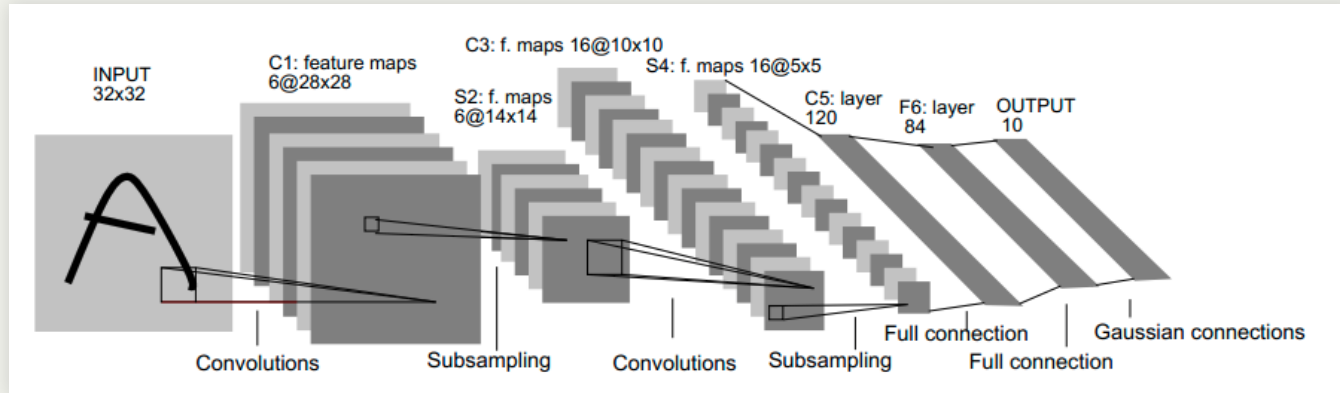 INPUT
32x32
C1: feature maps
6@28x28
S2: f. maps
6@14x14
C3: f. maps 16@10x10
S4: f. maps 16@5x5
C5: layer
120
F6: layer
84
OUTPUT
10
Convolutions
Subsampling
Convolutions
Subsampling
Full connection
Full connection
Gaussian connections